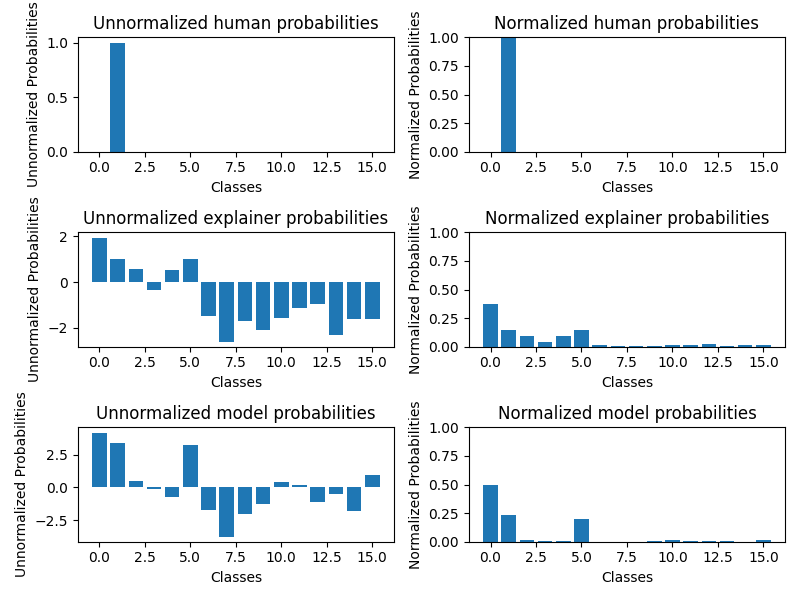 Unnormalized human probabilities
Unnormalized Probabilities
1.0
0.5
0.0
0.0 2.5 5.0 7.5 10.0 12.5 15.0
Classes
Normalized human probabilities
Normalized Probabilities
1.00
0.75
0.50
0.25
0.00
0.0 2.5 5.0 7.5 10.0 12.5 15.0
Classes
Unnormalized explainer probabilities
Unnormalized Probabilities
2
0
−2
0.0 2.5 5.0 7.5 10.0 12.5 15.0
Classes
Normalized explainer probabilities
Normalized Probabilities
1.00
0.75
0.50
0.25
0.00
0.0 2.5 5.0 7.5 10.0 12.5 15.0
Classes
Unnormalized model probabilities
Unnormalized Probabilities
2.5
0.0
−2.5
0.0 2.5 5.0 7.5 10.0 12.5 15.0
Classes
Normalized model probabilities
Normalized Probabilities
1.00
0.75
0.50
0.25
0.00
0.0 2.5 5.0 7.5 10.0 12.5 15.0
Classes